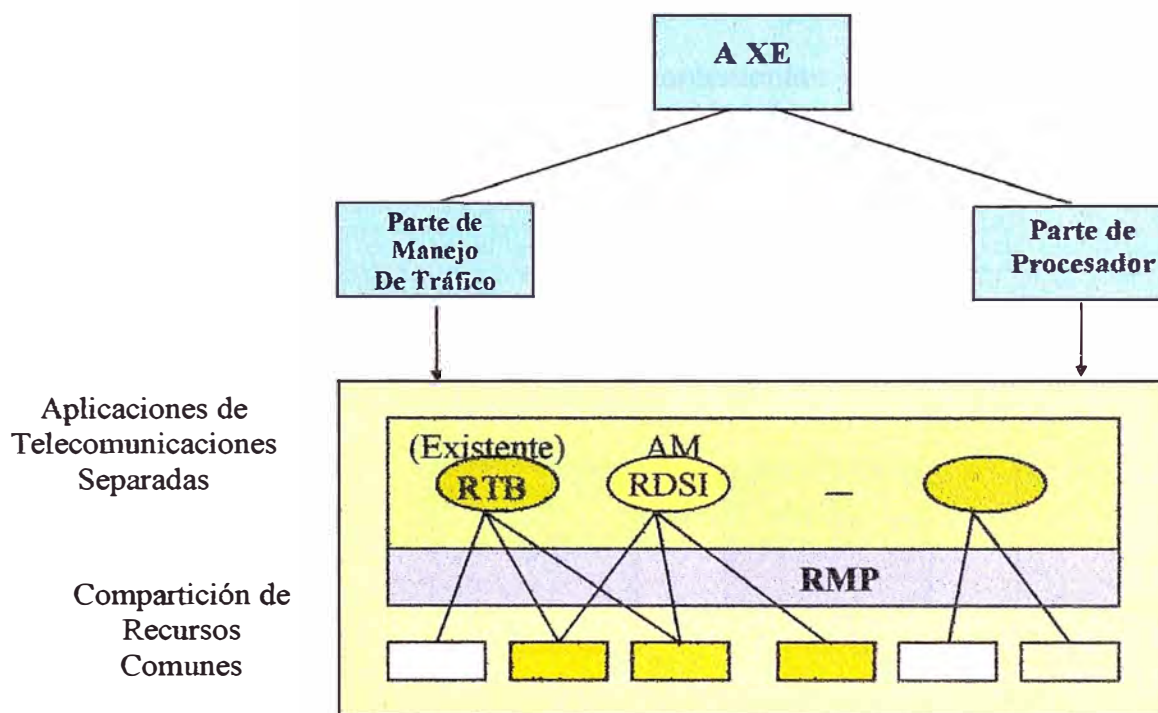 A XE
Parte de
Manejo
De Tráfico
Parte de
Procesador
Aplicaciones de
Telecomunicaciones
Separadas
(Existente)
AM
RTB
RDSI
–
RMP
Compartición de
Recursos
Comunes